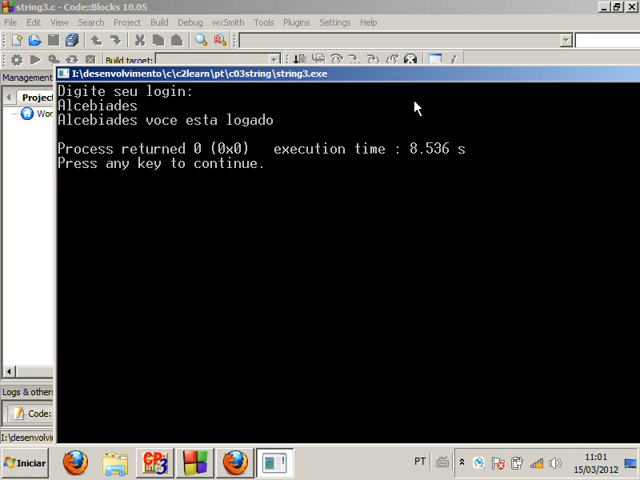 string3.c - Code::Blocks 10.05
File Edit View Search Project Build Debug wxSmith Tools Plugins Settings Help
Build target:
Management
I:\desenvolvimento\c\c2learn\pt\c03string\string3.exe
Digite seu login:
Alcebiades
Alcebiades voce esta logado
Process returned 0 (0x0) execution time : 8.536 s
Press any key to continue.
Project
Wor
Logs & others
Code:
I:\desenvolvim
Iniciar
PT
11:01
15/03/2012